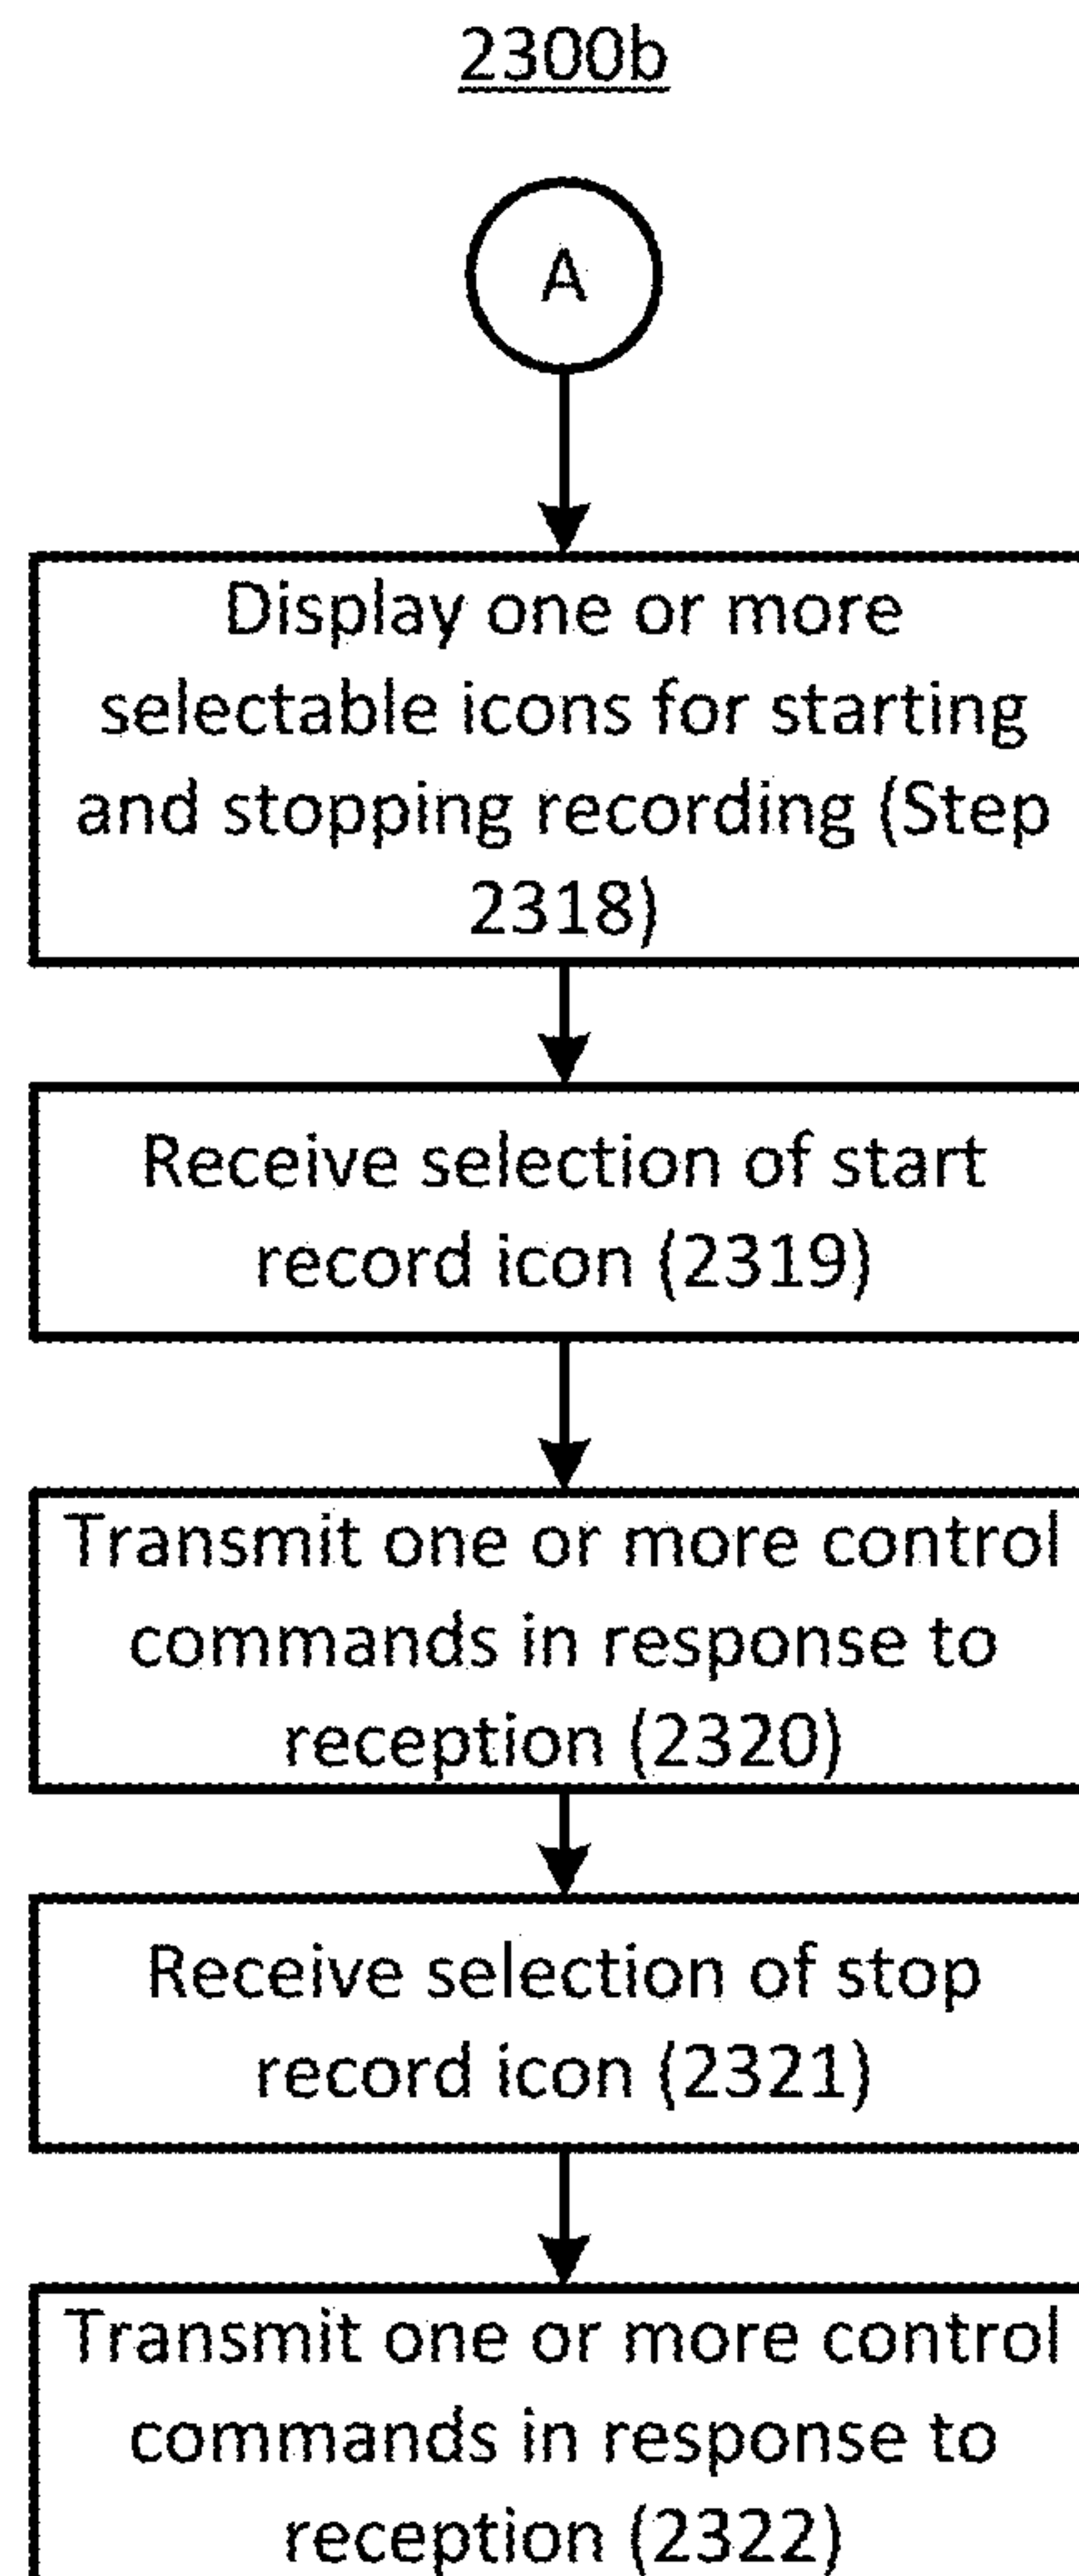 2300b
A
Display one or more
selectable icons for starting
and stopping recording (Step
2318)
Receive selection of start
record icon (2319)
Transmit one or more control
commands in response to
reception (2320)
Receive selection of stop
record icon (2321)
Transmit one or more control
commands in response to
reception (2322)